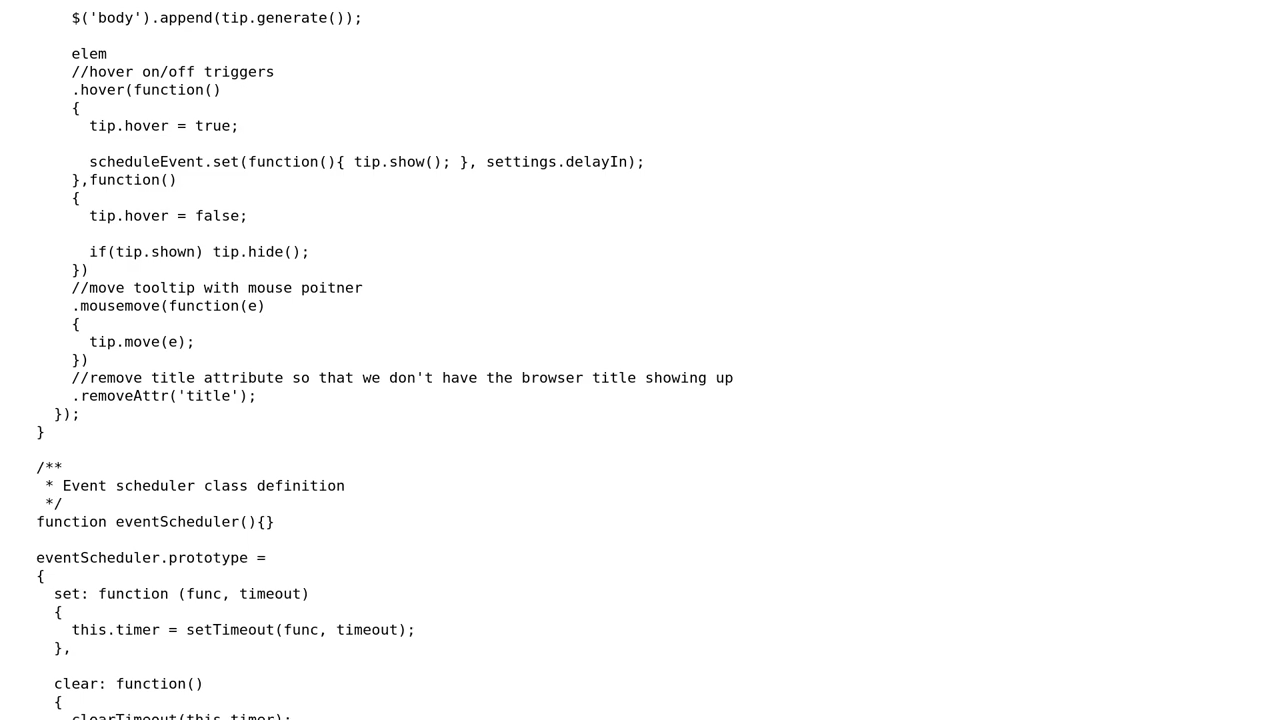 $('body').append(tip.generate());
elem
//hover on/off triggers
.hover(function()
{
tip.hover = true;
scheduleEvent.set(function(){ tip.show(); }, settings.delayIn);
},function()
{
tip.hover = false;
if(tip.shown) tip.hide();
})
//move tooltip with mouse poitner
.mousemove(function(e)
{
tip.move(e);
})
//remove title attribute so that we don't have the browser title showing up
.removeAttr('title');
});
}
/**
* Event scheduler class definition
*/
function eventScheduler(){}
eventScheduler.prototype =
{
set: function (func, timeout)
{
this.timer = setTimeout(func, timeout);
},
clear: function()
{
clearTimeout(this.timer);